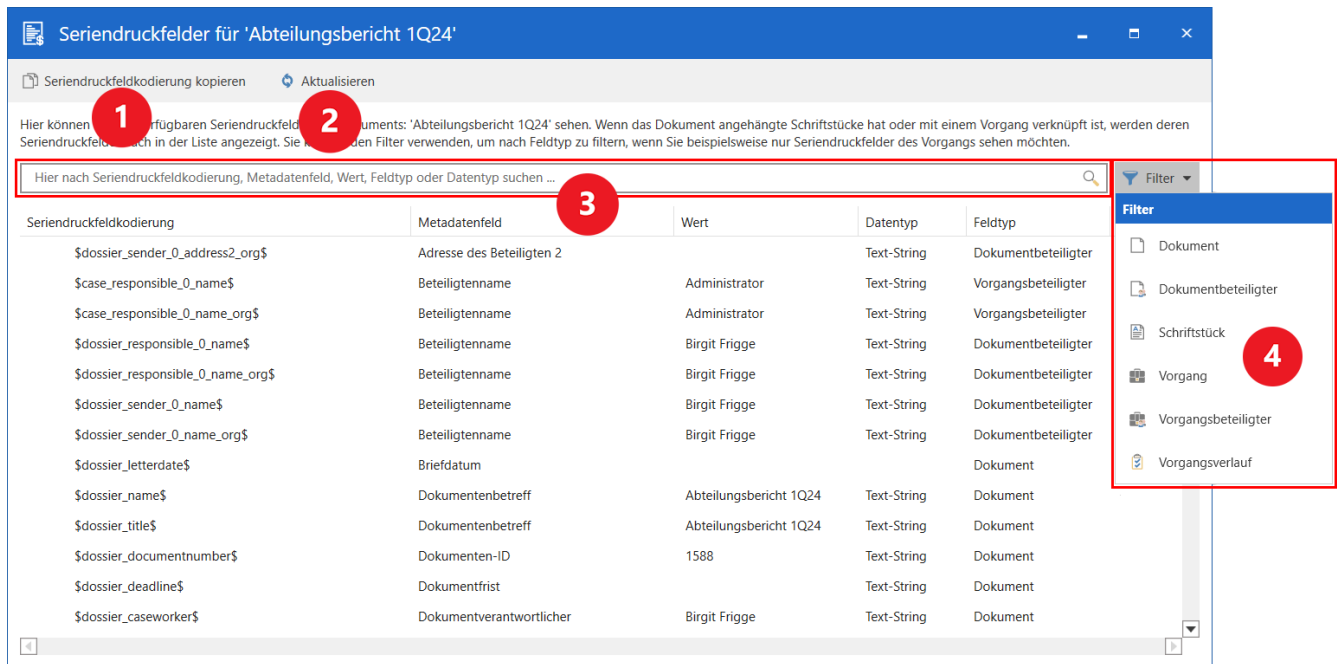 Seriendruckfelder für 'Abteilungsbericht 1Q24'
Seriendruckfeldkodierung kopieren Aktualisieren
1 2
Hier können erfügbaren Seriendruckfeld uments: 'Abteilungsbericht 1Q24' sehen. Wenn das Dokument angehängte Schriftstücke hat oder mit einem Vorgang verknüpft ist, werden deren
Seriendruckfeld ch in der Liste angezeigt. Sie k den Filter verwenden, um nach Feldtyp zu filtern, wenn Sie beispielsweise nur Seriendruckfelder des Vorgangs sehen möchten.
Hier nach Seriendruckfeldkodierung, Metadatenfeld, Wert, Feldtyp oder Datentyp suchen ... Filter
3
Seriendruckfeldkodierung Metadatenfeld Wert Datentyp Feldtyp
$dossier_sender_0_address2_org$ Adresse des Beteiligten 2 Text-String Dokumentbeteiligter
$case_responsible_0_name$ Beteiligtenname Administrator Text-String Vorgangsbeteiligter
$case_responsible_0_name_org$ Beteiligtenname Administrator Text-String Vorgangsbeteiligter
$dossier_responsible_0_name$ Beteiligtenname Birgit Frigge Text-String Dokumentbeteiligter
$dossier_responsible_0_name_org$ Beteiligtenname Birgit Frigge Text-String Dokumentbeteiligter
$dossier_sender_0_name$ Beteiligtenname Birgit Frigge Text-String Dokumentbeteiligter
$dossier_sender_0_name_org$ Beteiligtenname Birgit Frigge Text-String Dokumentbeteiligter
$dossier_letterdate$ Briefdatum Dokument
$dossier_name$ Dokumentenbetreff Abteilungsbericht 1Q24 Text-String Dokument
$dossier_title$ Dokumentenbetreff Abteilungsbericht 1Q24 Text-String Dokument
$dossier_documentnumber$ Dokumenten-ID 1588 Text-String Dokument
$dossier_deadline$ Dokumentfrist Text-String Dokument
$dossier_caseworker$ Dokumentverantwortlicher Birgit Frigge Text-String Dokument
Filter
Dokument
Dokumentbeteiligter
Schriftstück
4
Vorgang
Vorgangsbeteiligter
Vorgangsverlauf